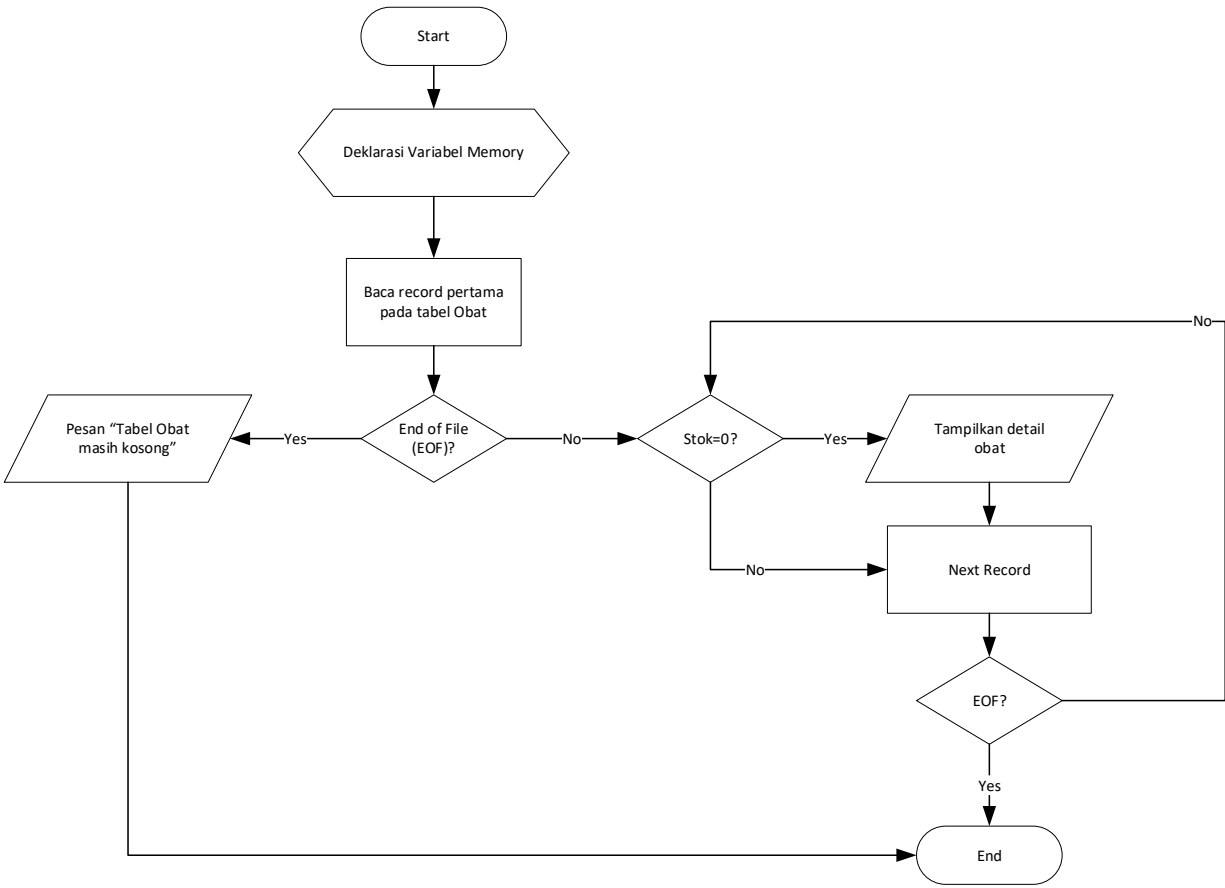 Start
Deklarasi Variabel Memory
Baca record pertama
pada tabel Obat
No
Pesan “Tabel Obat
masih kosong”
Yes
End of File
(EOF)?
No
Stok=0?
Yes
Tampilkan detail
obat
No
Next Record
EOF?
Yes
End